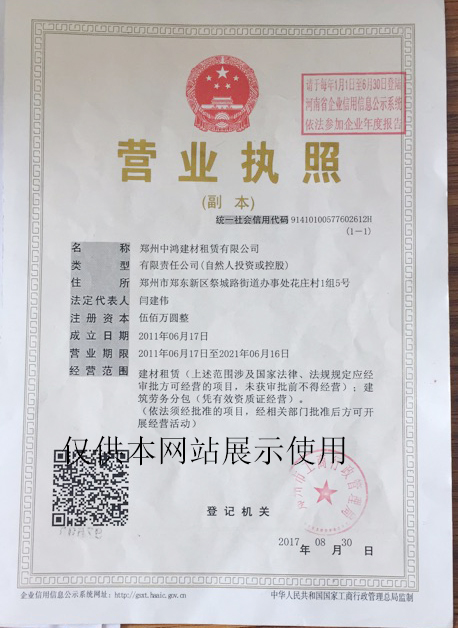 请于每年1月1日至6月30日登陆
河南省企业信用信息公示系统
依法参加企业年度报告
营业执照
(副 本)
统一社会信用代码 91410100577602612H
(1-1)
名 称 郑州中鸿建材租赁有限公司
类 型 有限责任公司(自然人投资或控股)
住 所 郑州市郑东新区祭城路街道办事处花庄村1组5号
法定代表人 闫建伟
注册资本 伍佰万圆整
成立日期 2011年06月17日
营业期限 2011年06月17日至2021年06月16日
经营范围 建材租赁(上述范围涉及国家法律、法规规定应经
审批方可经营的项目,未获审批前不得经营);建
筑劳务分包(凭有效资质证经营)。
(依法须经批准的项目,经相关部门批准后方可开
展经营活动)
仅供本网站展示使用
登记机关
2017年08月30日
企业信用信息公示系统网址:http://gsxt.haaic.gov.cn
中华人民共和国国家工商行政管理总局监制